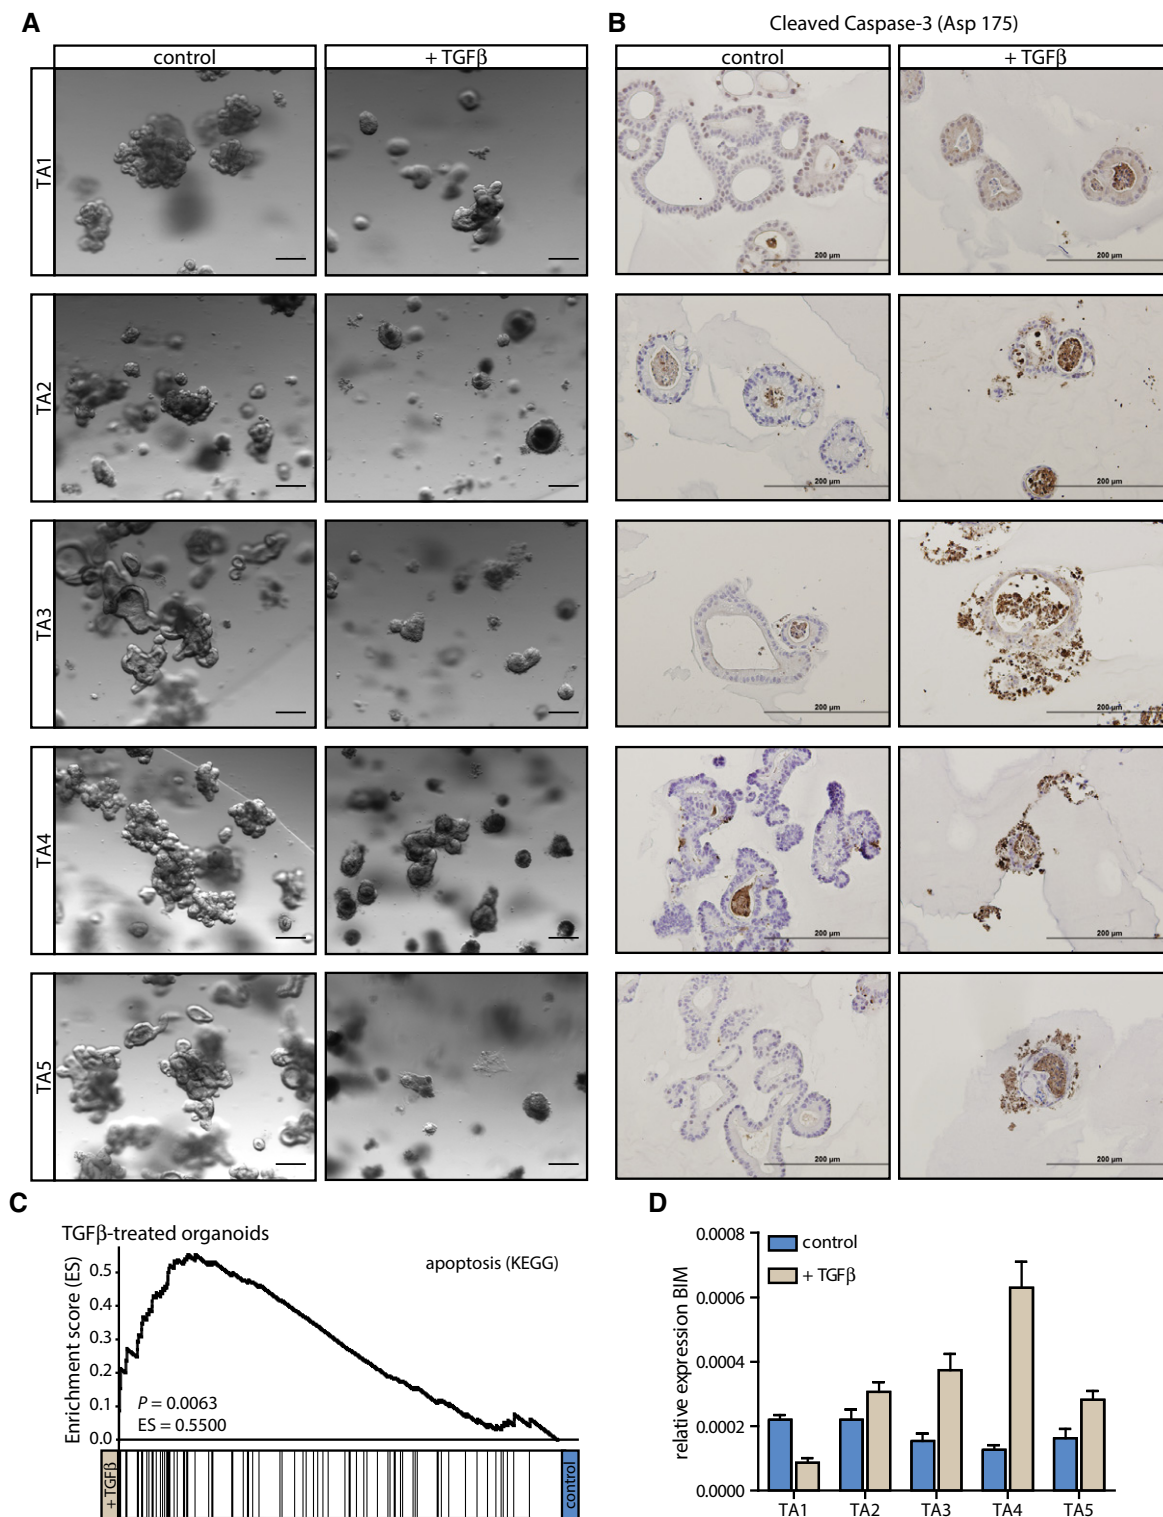 A
control
+ TGFβ
TA1
TA2
TA3
TA4
TA5
B
Cleaved Caspase-3 (Asp 175)
control
+ TGFβ
200 µm
200 µm
200 µm
200 µm
200 µm
200 µm
200 µm
200 µm
200 µm
200 µm
C
TGFβ-treated organoids
apoptosis (KEGG)
Enrichment score (ES)
0.5
0.4
0.3
0.2
0.1
0.0
P = 0.0063
ES = 0.5500
+ TGFβ
control
D
relative expression BIM
0.0008
0.0006
0.0004
0.0002
0.0000
control
+ TGFβ
TA1 TA2 TA3 TA4 TA5